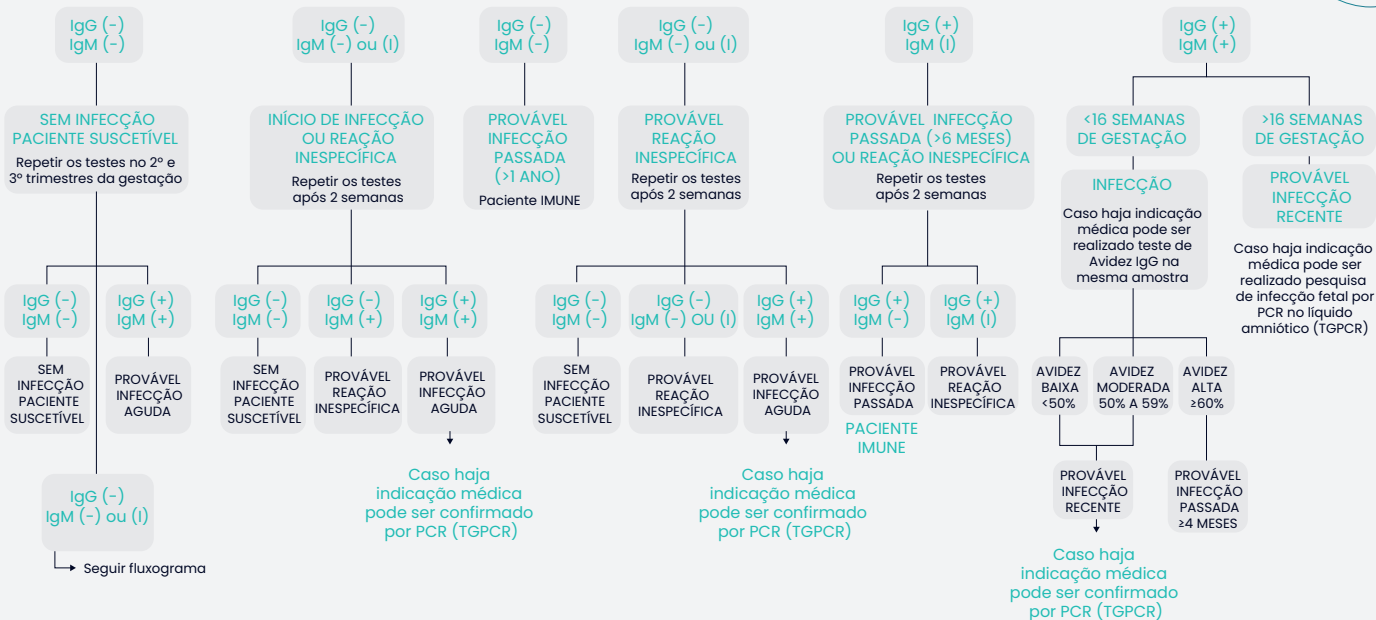 IgG (-)
IgM (-)
SEM INFECÇÃO
PACIENTE SUSCETÍVEL
Repetir os testes no 2º e
3º trimestres da gestação
IgG (-)
IgM (-)
SEM
INFECÇÃO
PACIENTE
SUSCETÍVEL
IgG (+)
IgM (+)
PROVÁVEL
INFECÇÃO
AGUDA
IgG (-)
IgM (-) ou (I)
Seguir fluxograma
IgG (-)
IgM (-) ou (I)
INÍCIO DE INFECÇÃO
OU REAÇÃO
INESPECÍFICA
Repetir os testes
após 2 semanas
IgG (-)
IgM (-)
SEM
INFECÇÃO
PACIENTE
SUSCETÍVEL
IgG (-)
IgM (+)
PROVÁVEL
REAÇÃO
INESPECÍFICA
IgG (+)
IgM (+)
PROVÁVEL
INFECÇÃO
AGUDA
Caso haja
indicação médica
pode ser confirmado
por PCR (TGPCR)
IgG (-)
IgM (-)
PROVÁVEL
INFECÇÃO
PASSADA
(>1 ANO)
Paciente IMUNE
IgG (-)
IgM (-) ou (I)
PROVÁVEL
REAÇÃO
INESPECÍFICA
Repetir os testes
após 2 semanas
IgG (-)
IgM (-)
SEM
INFECÇÃO
PACIENTE
SUSCETÍVEL
IgG (-)
IgM (-) OU (I)
PROVÁVEL
REAÇÃO
INESPECÍFICA
IgG (+)
IgM (+)
PROVÁVEL
INFECÇÃO
AGUDA
Caso haja
indicação médica
pode ser confirmado
por PCR (TGPCR)
IgG (+)
IgM (I)
PROVÁVEL INFECÇÃO
PASSADA (>6 MESES)
OU REAÇÃO INESPECÍFICA
Repetir os testes
após 2 semanas
IgG (+)
IgM (-)
PROVÁVEL
INFECÇÃO
PASSADA
PACIENTE
IMUNE
IgG (+)
IgM (I)
PROVÁVEL
REAÇÃO
INESPECÍFICA
IgG (+)
IgM (+)
<16 SEMANAS
DE GESTAÇÃO
INFECÇÃO
Caso haja indicação
médica pode ser
realizado teste de
Avidez IgG na
mesma amostra
AVIDEZ
BAIXA
<50%
AVIDEZ
MODERADA
50% A 59%
AVIDEZ
ALTA
≥60%
PROVÁVEL
INFECÇÃO
RECENTE
Caso haja
indicação médica
pode ser confirmado
por PCR (TGPCR)
PROVÁVEL
INFECÇÃO
PASSADA
≥4 MESES
>16 SEMANAS
DE GESTAÇÃO
PROVÁVEL
INFECÇÃO
RECENTE
Caso haja indicação
médica pode ser
realizado pesquisa
de infecção fetal por
PCR no líquido
amniótico (TGPCR)